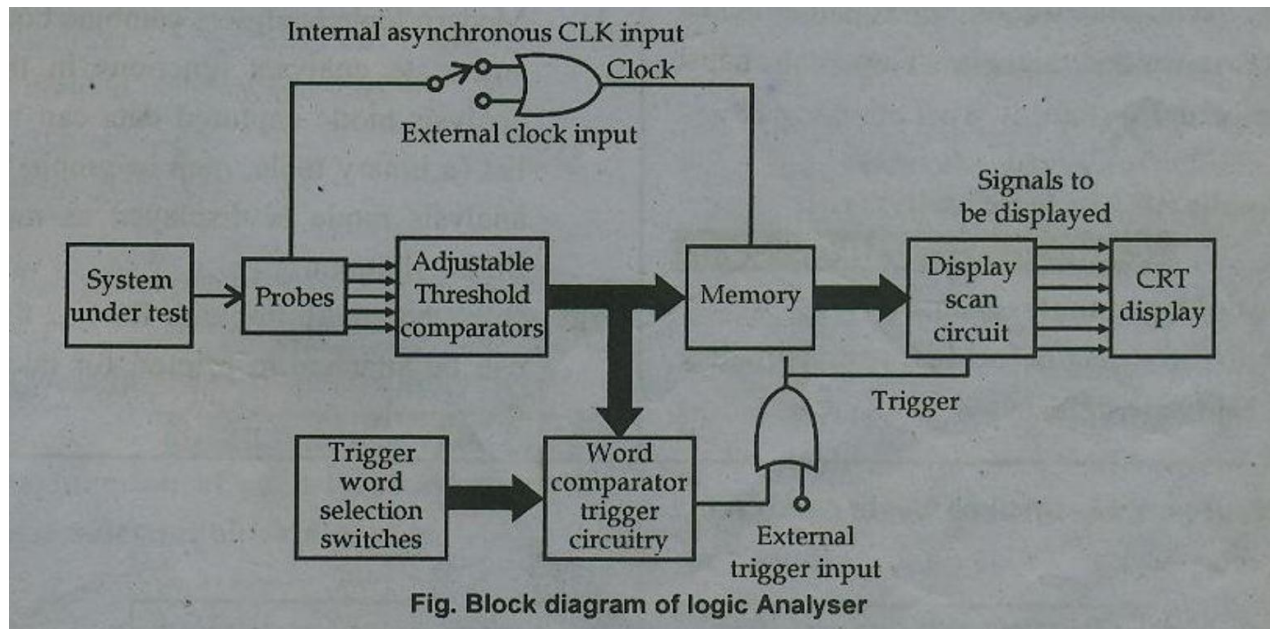 Internal asynchronous CLK input
Clock
External clock input
Signals to
be displayed
System
under test
Probes
Adjustable
Threshold
comparators
Memory
Display
scan
circuit
CRT
display
Trigger
Trigger
word
selection
switches
Word
comparator
trigger
circuitry
External
trigger input
Fig. Block diagram of logic Analyser